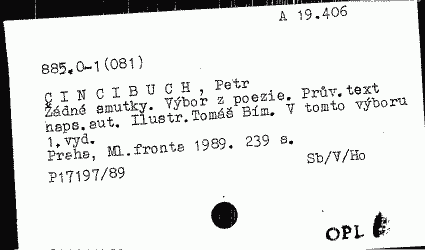 A 19.406
885.0-1(081)
C I N C I B U C H , Petr
Žádné smutky. Výbor z poezie. Prův.text
naps.aut. Ilustr.Tomáš Bím. V tomto výboru
1.vyd.
Praha, Ml.fronta 1989. 239 s.
Sb/V/Ho
P17197/89
OPL